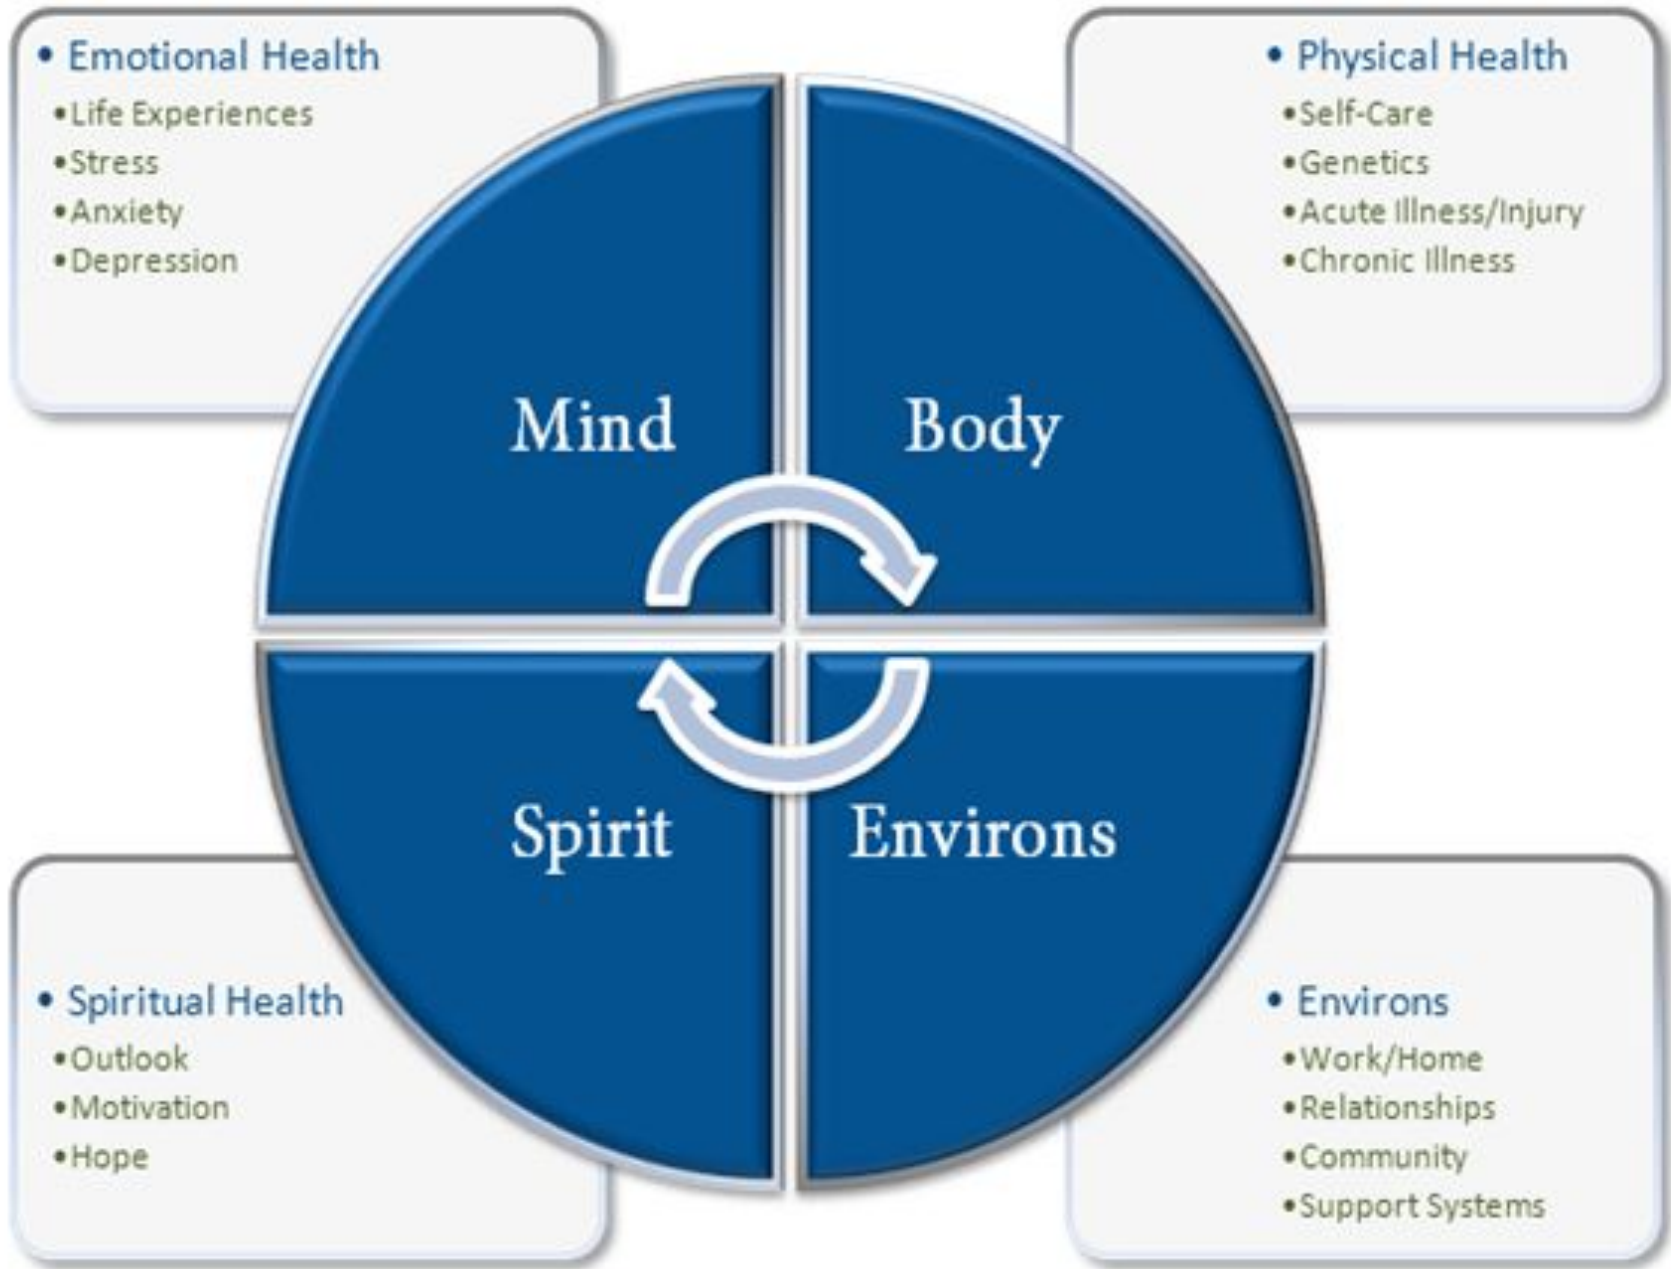 • Emotional Health
•Life Experiences
•Stress
•Anxiety
•Depression
• Physical Health
•Self-Care
•Genetics
•Acute Illness/Injury
•Chronic Illness
Mind
Body
Spirit
Environs
• Spiritual Health
•Outlook
•Motivation
•Hope
• Environs
•Work/Home
•Relationships
•Community
•Support Systems